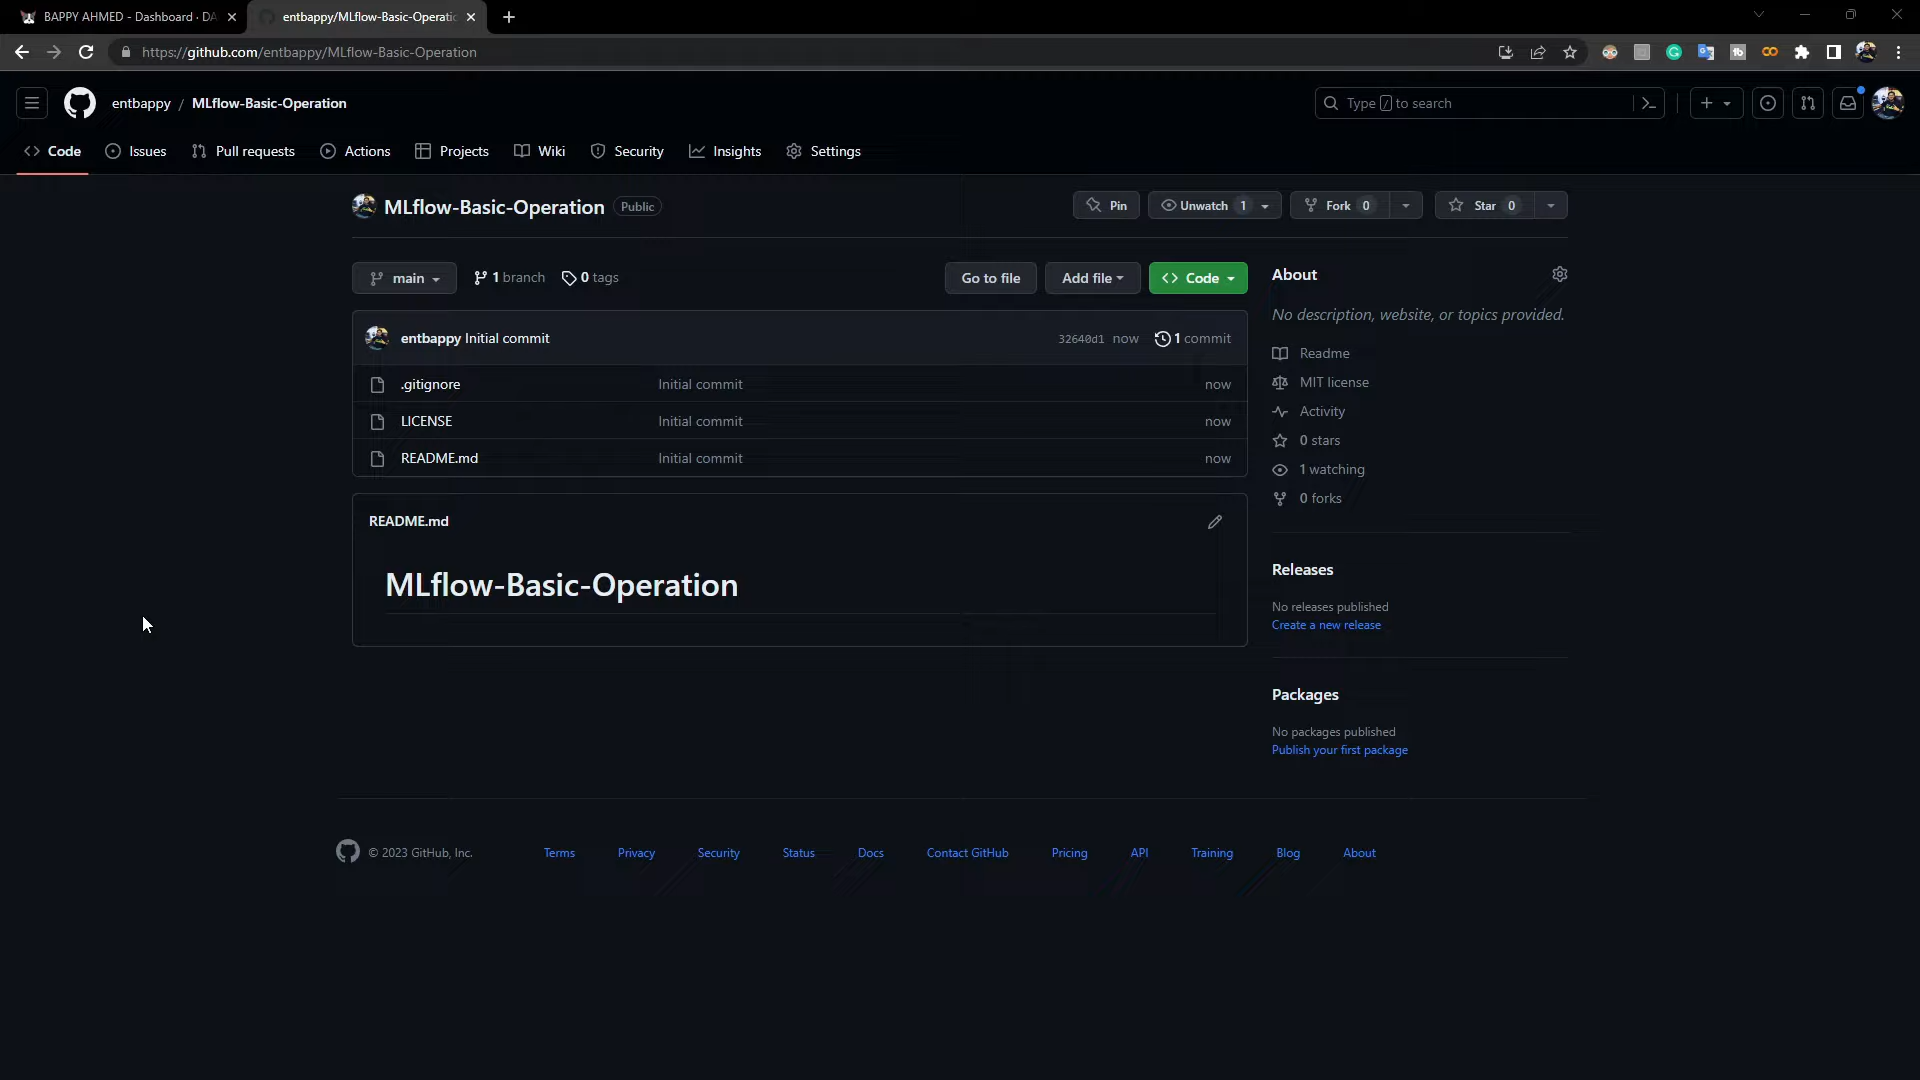 BAPPY AHMED - Dashboard · DA
entbappy/MLflow-Basic-Operatic
https://github.com/entbappy/MLflow-Basic-Operation
entbappy / MLflow-Basic-Operation
Type / to search
Code Issues Pull requests Actions Projects Wiki Security Insights Settings
MLflow-Basic-Operation Public
Pin Unwatch 1 Fork 0 Star 0
main 1 branch 0 tags Go to file Add file Code
entbappy Initial commit 32640d1 now 1 commit
.gitignore Initial commit now
LICENSE Initial commit now
README.md Initial commit now
README.md
MLflow-Basic-Operation
About
No description, website, or topics provided.
Readme
MIT license
Activity
0 stars
1 watching
0 forks
Releases
No releases published
Create a new release
Packages
No packages published
Publish your first package
© 2023 GitHub, Inc. Terms Privacy Security Status Docs Contact GitHub Pricing API Training Blog About